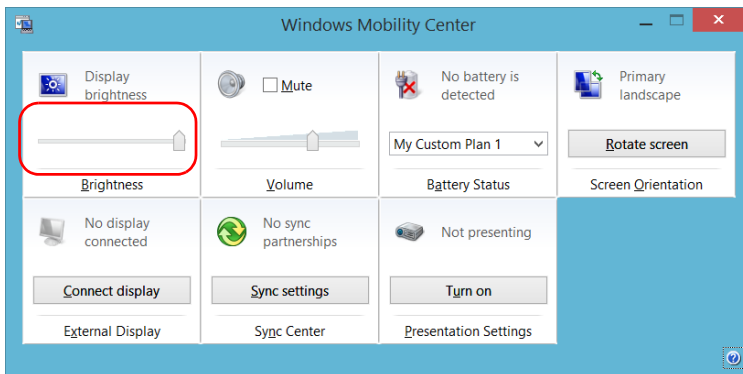 Windows Mobility Center
Display
brightness
Brightness
Mute
Volume
No battery is
detected
My Custom Plan 1
Battery Status
Primary
landscape
Rotate screen
Screen Orientation
No display
connected
Connect display
External Display
No sync
partnerships
Sync settings
Sync Center
Not presenting
Turn on
Presentation Settings